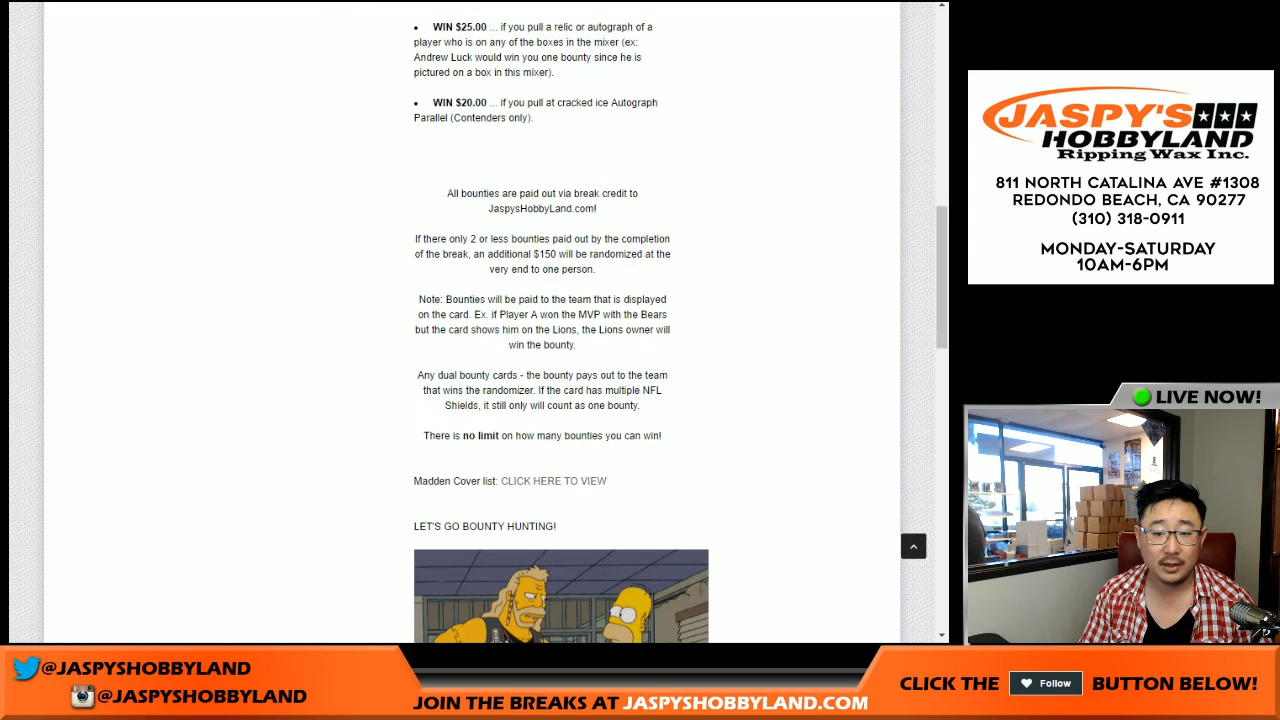 • WIN $25.00 ... if you pull a relic or autograph of a
player who is on any of the boxes in the mixer (ex:
Andrew Luck would win you one bounty since he is
pictured on a box in this mixer).
• WIN $20.00 ... if you pull at cracked ice Autograph
Parallel (Contenders only).
All bounties are paid out via break credit to
JaspysHobbyLand.com!
If there only 2 or less bounties paid out by the completion
of the break, an additional $150 will be randomized at the
very end to one person.
Note: Bounties will be paid to the team that is displayed
on the card. Ex. if Player A won the MVP with the Bears
but the card shows him on the Lions, the Lions owner will
win the bounty.
Any dual bounty cards - the bounty pays out to the team
that wins the randomizer. If the card has multiple NFL
Shields, it still only will count as one bounty.
There is no limit on how many bounties you can win!
Madden Cover list: CLICK HERE TO VIEW
LET'S GO BOUNTY HUNTING!
JASPY'S
HOBBYLAND
Ripping Wax Inc.
811 NORTH CATALINA AVE #1308
REDONDO BEACH, CA 90277
(310) 318-0911
MONDAY-SATURDAY
10AM-6PM
LIVE NOW!
@JASPYSHOBBYLAND
@JASPYSHOBBYLAND
JOIN THE BREAKS AT JASPYSHOBBYLAND.COM
CLICK THE Follow BUTTON BELOW!